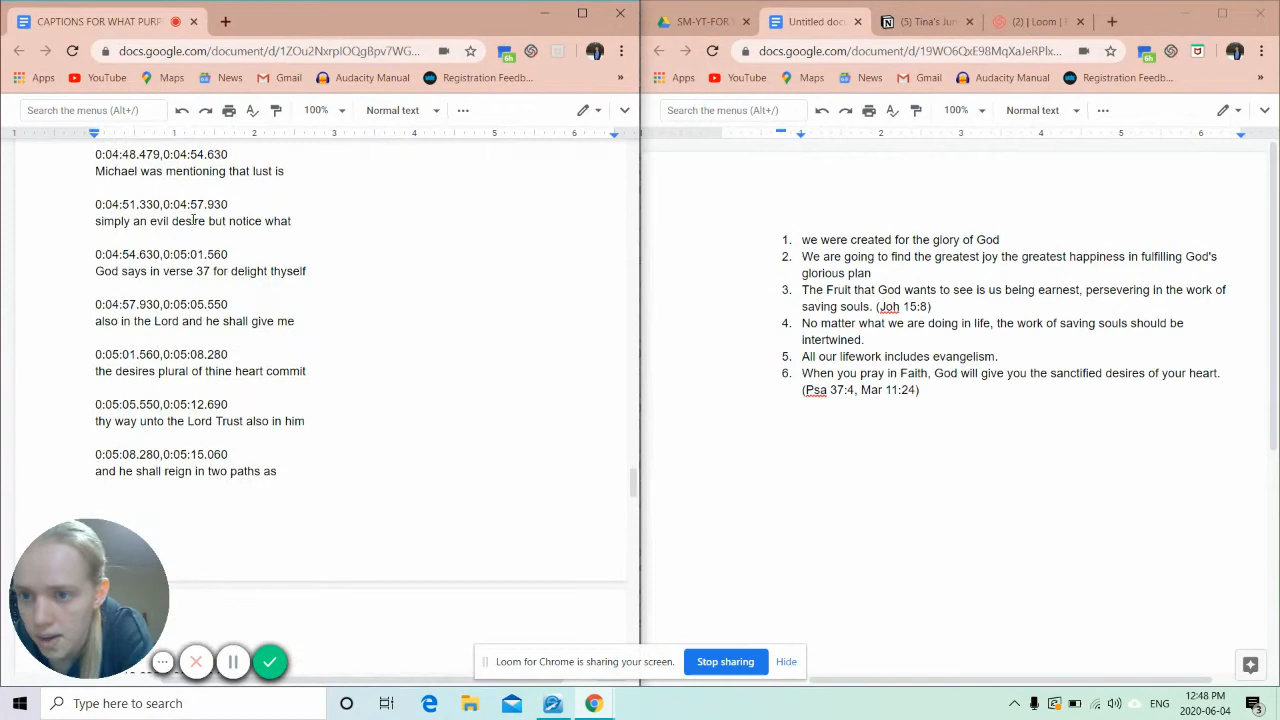 CAPTIONS FOR WHAT PURP
docs.google.com/document/d/1ZOu2NxrplOQgBpv7WG...
Apps YouTube Maps News Gmail Audacity Manual Registration Feedb... »
Search the menus (Alt+/) 100% Normal text
1 1 2 3 4 5 6
0:04:48.479,0:04:54.630
Michael was mentioning that lust is
0:04:51.330,0:04:57.930
simply an evil desire but notice what
0:04:54.630,0:05:01.560
God says in verse 37 for delight thyself
0:04:57.930,0:05:05.550
also in the Lord and he shall give me
0:05:01.560,0:05:08.280
the desires plural of thine heart commit
0:05:05.550,0:05:12.690
thy way unto the Lord Trust also in him
0:05:08.280,0:05:15.060
and he shall reign in two paths as
SM-YT-FOR Untitled doc (5) Tina's Jun (2) | Loom |
docs.google.com/document/d/19WO6QxE98MqXaJeRPlx...
Apps YouTube Maps News Gmail Audacity Manual Registration Feedb... »
Search the menus (Alt+/) 100% Normal text
2 3 4 5 6
1. we were created for the glory of God
2. We are going to find the greatest joy the greatest happiness in fulfilling God's
glorious plan
3. The Fruit that God wants to see is us being earnest, persevering in the work of
saving souls. (Joh 15:8)
4. No matter what we are doing in life, the work of saving souls should be
intertwined.
5. All our lifework includes evangelism.
6. When you pray in Faith, God will give you the sanctified desires of your heart.
(Psa 37:4, Mar 11:24)
Loom for Chrome is sharing your screen. Stop sharing Hide
Type here to search
ENG
12:48 PM
2020-06-04
3